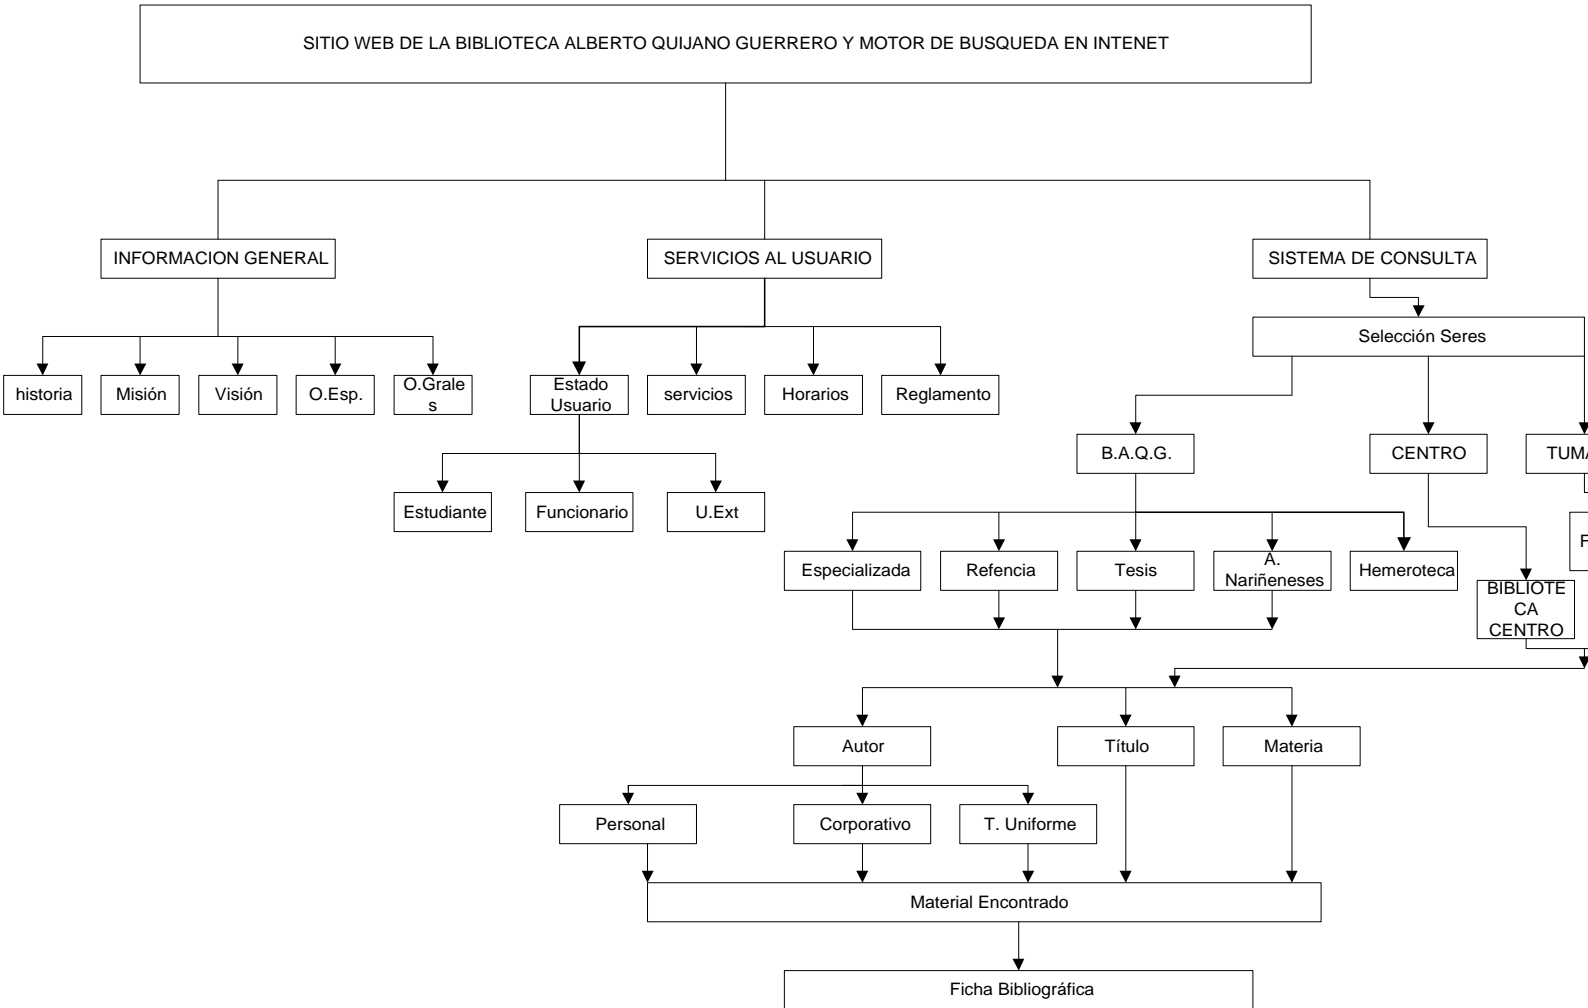 SITIO WEB DE LA BIBLIOTECA ALBERTO QUIJANO GUERRERO Y MOTOR DE BUSQUEDA EN INTENET
INFORMACION GENERAL
SERVICIOS AL USUARIO
SISTEMA DE CONSULTA
Selección Seres
historia
Misión
Visión
O.Esp.
O.Grale
s
Estado
Usuario
servicios
Horarios
Reglamento
B.A.Q.G.
CENTRO
Estudiante
Funcionario
U.Ext
Especializada
Refencia
Tesis
A.
Nariñeneses
Hemeroteca
BIBLIOTE
CA
CENTRO
Autor
Título
Materia
Personal
Corporativo
T. Uniforme
Material Encontrado
Ficha Bibliográfica